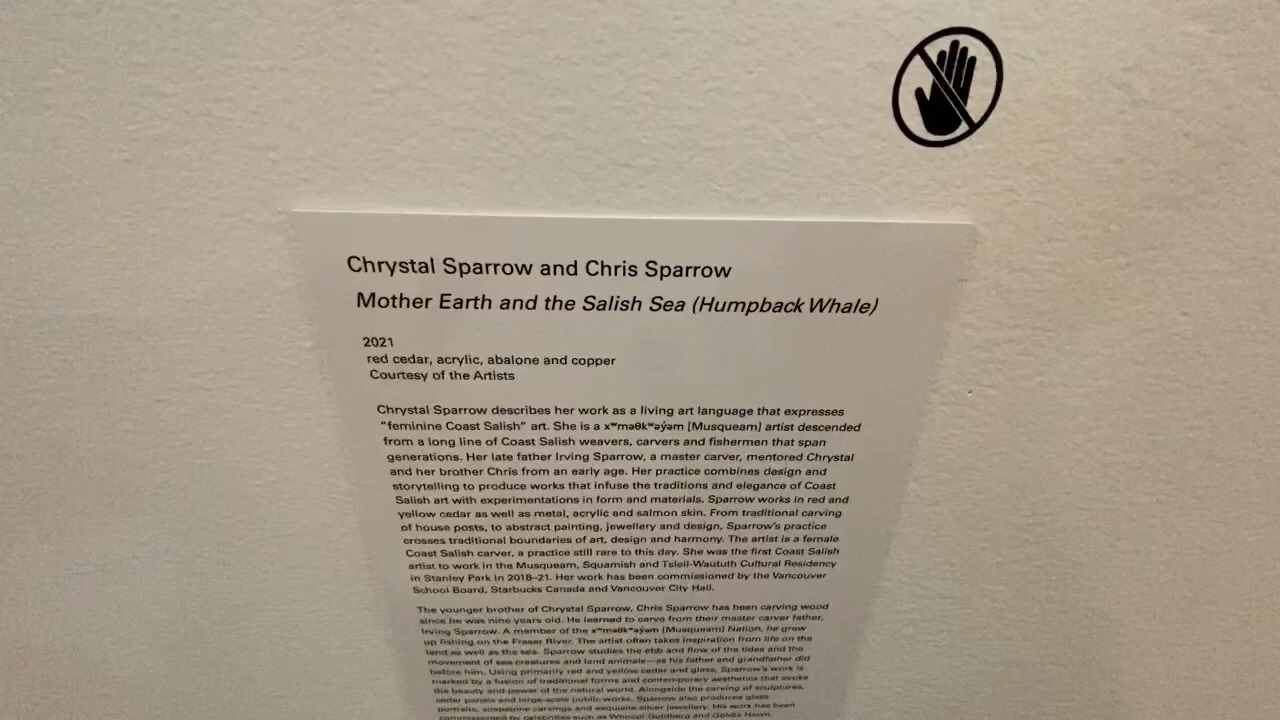 Chrystal Sparrow and Chris Sparrow
Mother Earth and the Salish Sea (Humpback Whale)
2021
red cedar, acrylic, abalone and copper
Courtesy of the Artists
Chrystal Sparrow describes her work as a living art language that expresses
“feminine Coast Salish” art. She is a xʷməθkʷəy̓əm [Musqueam] artist descended
from a long line of Coast Salish weavers, carvers and fishermen that span
generations. Her late father Irving Sparrow, a master carver, mentored Chrystal
and her brother Chris from an early age. Her practice combines design and
storytelling to produce works that infuse the traditions and elegance of Coast
Salish art with experimentations in form and materials. Sparrow works in red and
yellow cedar as well as metal, acrylic and salmon skin. From traditional carving
of house posts, to abstract painting, jewellery and design, Sparrow's practice
crosses traditional boundaries of art, design and harmony. The artist is a female
Coast Salish carver, a practice still rare to this day. She was the first Coast Salish
artist to work in the Musqueam, Squamish and Tsleil-Waututh Cultural Residency
in Stanley Park in 2018–21. Her work has been commissioned by the Vancouver
School Board, Starbucks Canada and Vancouver City Hall.
The younger brother of Chrystal Sparrow, Chris Sparrow has been carving wood
since he was nine years old. He learned to carve from their master carver father,
Irving Sparrow. A member of the xʷməθkʷəy̓əm [Musqueam] Nation, he grew
up fishing on the Fraser River. The artist often takes inspiration from life on the
land as well as the sea. Sparrow studies the ebb and flow of the tides and the
movement of sea creatures and land animals—as his father and grandfather did
before him. Using primarily red and yellow cedar and glass, Sparrow's work is
marked by a fusion of traditional forms and contemporary aesthetics that evoke
the beauty and power of the natural world. Alongside the carving of sculptures,
cedar panels and large-scale public works, Sparrow also produces glass
portraits, soapstone carvings and exquisite silver jewellery. His work has been
commissioned by celebrities such as Whoopi Goldberg and Goldie Hawn.